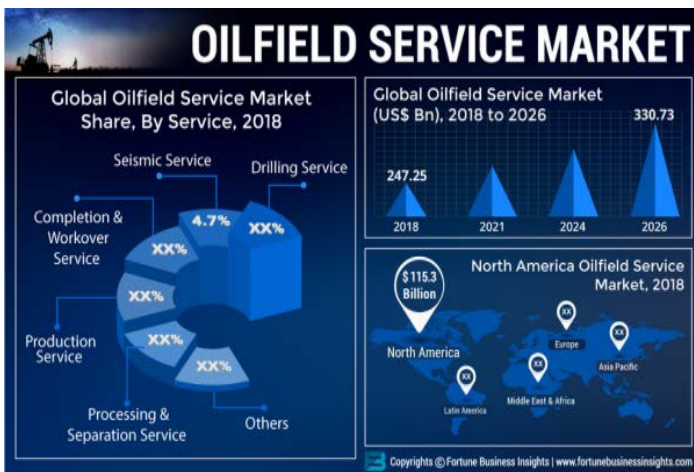 OILFIELD SERVICE MARKET
Global Oilfield Service Market
Share, By Service, 2018
Seismic Service
Drilling Service
4.7%
XX%
Completion &
Workover
Service
XX%
XX%
Production
Service
XX%
XX%
Processing &
Separation Service
Others
Global Oilfield Service Market
(US$ Bn), 2018 to 2026
330.73
247.25
2018 2021 2024 2026
North America Oilfield Service
Market, 2018
$115.3
Billion
North America
XX
Europe
XX
Asia Pacific
XX
Latin America
XX
Middle East & Africa
Copyrights © Fortune Business Insights | www.fortunebusinessinsights.com